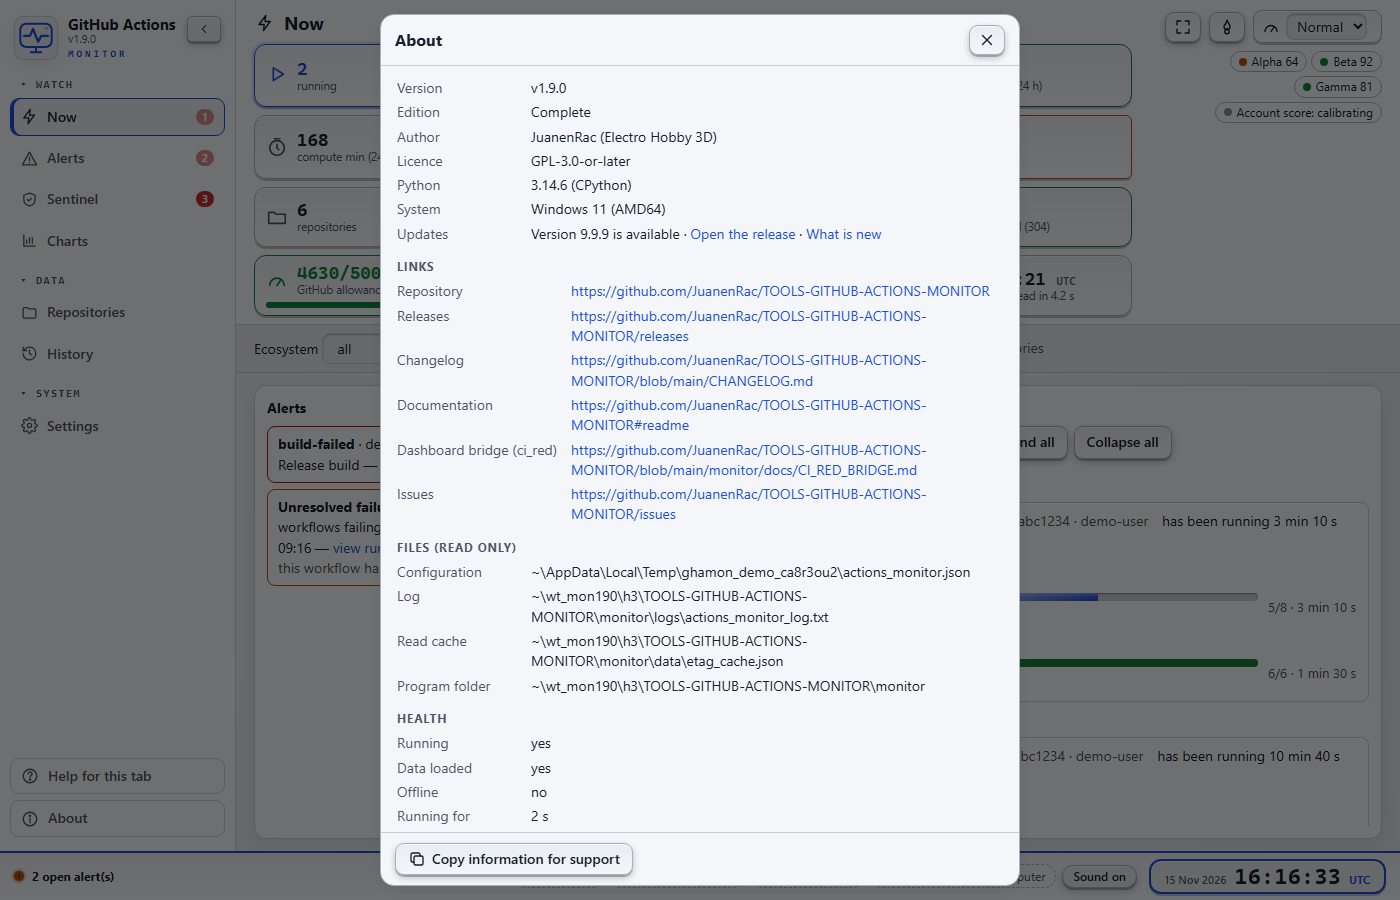 GitHub Actions
v1.9.0
MONITOR
WATCH
Now 1
Alerts 2
Sentinel 3
Charts
DATA
Repositories
History
SYSTEM
Settings
Help for this tab
About
Now
2
running
168
compute min (24
6
repositories
4630/500
GitHub allowanc
24 h)
(304)
:21 UTC
ead in 4.2 s
Normal
Alpha 64
Beta 92
Gamma 81
Account score: calibrating
Ecosystem all
ries
Alerts
build-failed · de
Release build —
Unresolved failu
workflows failing
09:16 — view run
this workflow ha
nd all
Collapse all
abc1234 · demo-user has been running 3 min 10 s
5/8 · 3 min 10 s
6/6 · 1 min 30 s
bc1234 · demo-user has been running 10 min 40 s
About
Version v1.9.0
Edition Complete
Author JuanenRac (Electro Hobby 3D)
Licence GPL-3.0-or-later
Python 3.14.6 (CPython)
System Windows 11 (AMD64)
Updates Version 9.9.9 is available · Open the release · What is new
LINKS
Repository https://github.com/JuanenRac/TOOLS-GITHUB-ACTIONS-MONITOR
Releases https://github.com/JuanenRac/TOOLS-GITHUB-ACTIONS-
MONITOR/releases
Changelog https://github.com/JuanenRac/TOOLS-GITHUB-ACTIONS-
MONITOR/blob/main/CHANGELOG.md
Documentation https://github.com/JuanenRac/TOOLS-GITHUB-ACTIONS-
MONITOR#readme
Dashboard bridge (ci_red) https://github.com/JuanenRac/TOOLS-GITHUB-ACTIONS-
MONITOR/blob/main/monitor/docs/CI_RED_BRIDGE.md
Issues https://github.com/JuanenRac/TOOLS-GITHUB-ACTIONS-
MONITOR/issues
FILES (READ ONLY)
Configuration ~\AppData\Local\Temp\ghamon_demo_ca8r3ou2\actions_monitor.json
Log ~\wt_mon190\h3\TOOLS-GITHUB-ACTIONS-
MONITOR\monitor\logs\actions_monitor_log.txt
Read cache ~\wt_mon190\h3\TOOLS-GITHUB-ACTIONS-
MONITOR\monitor\data\etag_cache.json
Program folder ~\wt_mon190\h3\TOOLS-GITHUB-ACTIONS-MONITOR\monitor
HEALTH
Running yes
Data loaded yes
Offline no
Running for 2 s
Copy information for support
2 open alert(s)
puter
Sound on
15 Nov 2026 16:16:33 UTC